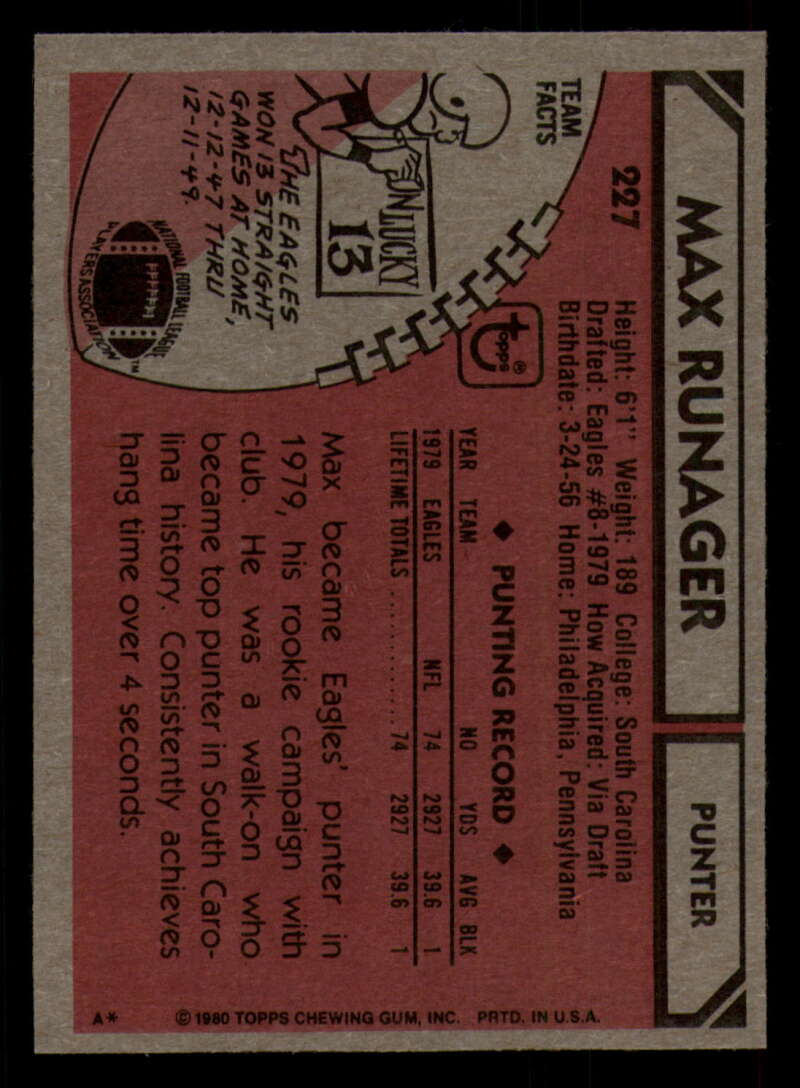 MAX RUNAGER
PUNTER
227
Height: 6'1" Weight: 189 College: South Carolina
Drafted: Eagles #8-1979 How Acquired: Via Draft
Birthdate: 3-24-56 Home: Philadelphia, Pennsylvania
TEAM
FACTS
UNLUCKY
13
THE EAGLES
WON 13 STRAIGHT
GAMES AT HOME,
12-12-47 THRU
12-11-49.
NATIONAL FOOTBALL LEAGUE
PLAYERS ASSOCIATION™
topps®
◆ PUNTING RECORD ◆
YEAR TEAM NO YDS AVG BLK
1979 EAGLES NFL 74 2927 39.6 1
LIFETIME TOTALS ............ 74 2927 39.6 1
Max became Eagles' punter in
1979, his rookie campaign with
club. He was a walk-on who
became top punter in South Caro-
lina history. Consistently achieves
hang time over 4 seconds.
A* © 1980 TOPPS CHEWING GUM, INC. PRTD. IN U.S.A.